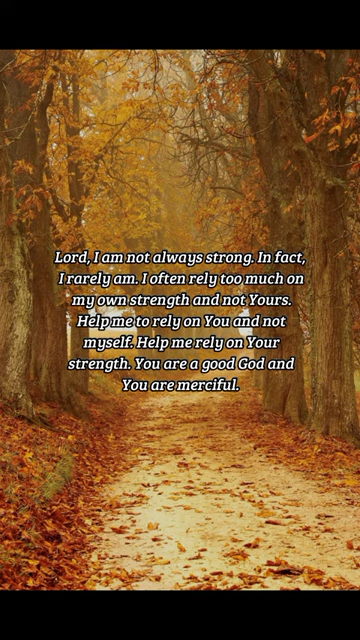 Lord, I am not always strong. In fact,
I rarely am. I often rely too much on
my own strength and not Yours.
Help me to rely on You and not
myself. Help me rely on Your
strength. You are a good God and
You are merciful.